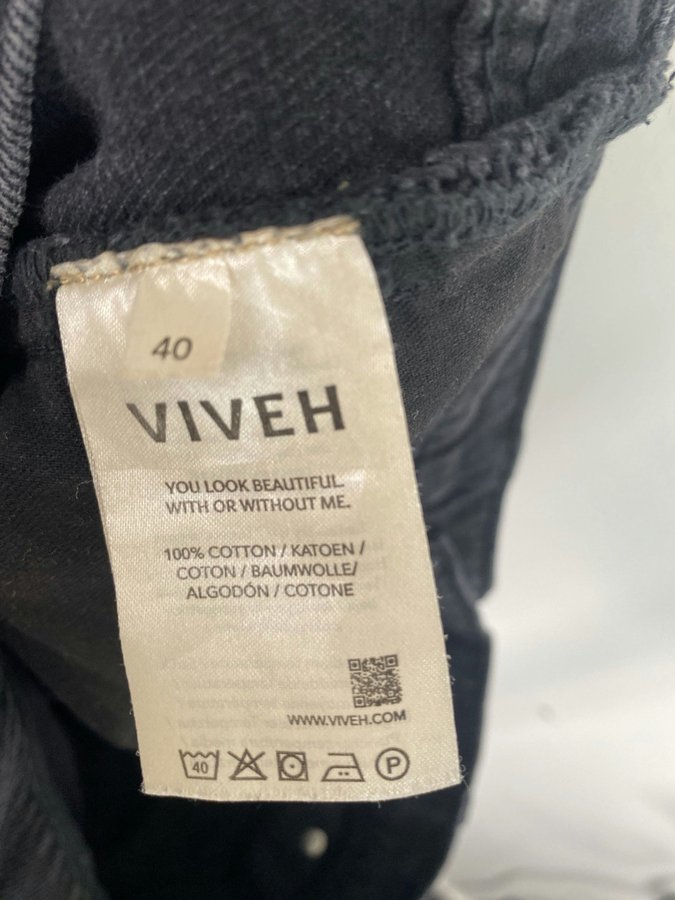 40
VIVEH
YOU LOOK BEAUTIFUL.
WITH OR WITHOUT ME.
100% COTTON / KATOEN /
COTON / BAUMWOLLE/
ALGODÓN / COTONE
WWW.VIVEH.COM
40
P